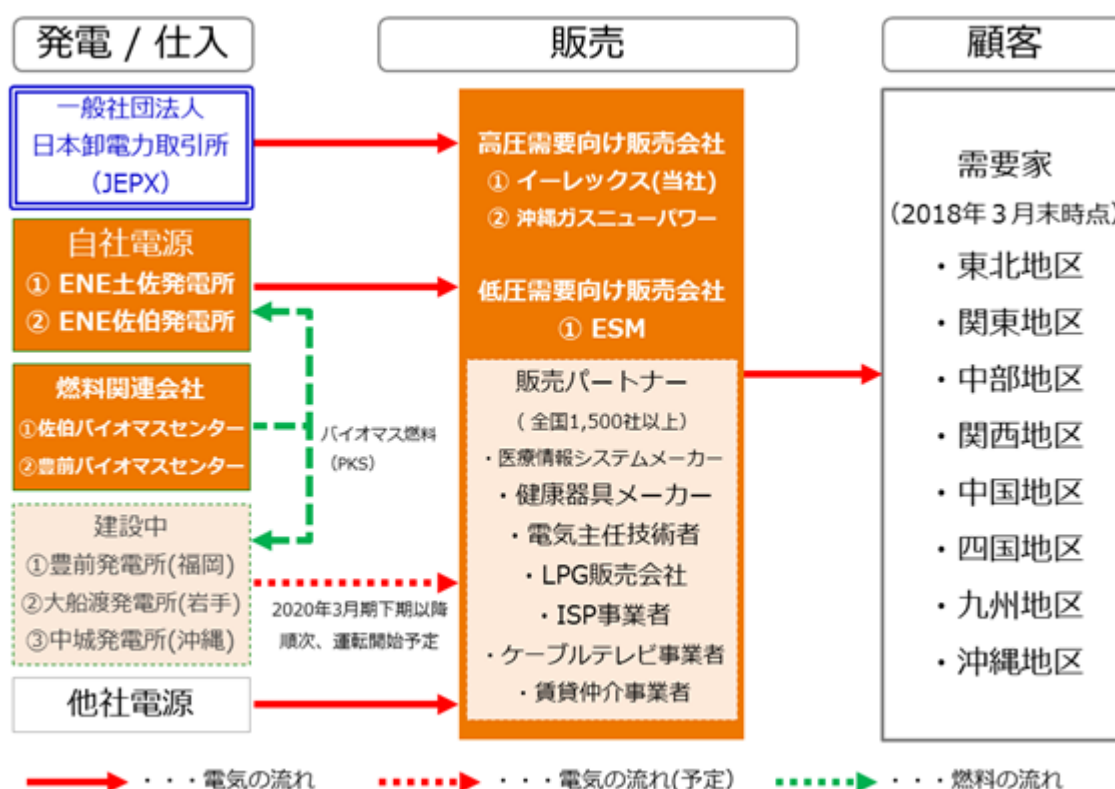 発電 / 仕入
販売
顧客
一般社団法人
日本卸電力取引所
(JEPX)
自社電源
① ENE土佐発電所
② ENE佐伯発電所
燃料関連会社
①佐伯バイオマスセンター
②豊前バイオマスセンター
バイオマス燃料
(PKS)
建設中
①豊前発電所(福岡)
②大船渡発電所(岩手)
③中城発電所(沖縄)
2020年3月期下期以降
順次、運転開始予定
他社電源
高圧需要向け販売会社
① イーレックス(当社)
② 沖縄ガスニューパワー
低圧需要向け販売会社
① ESM
販売パートナー
( 全国1,500社以上)
・医療情報システムメーカー
・健康器具メーカー
・電気主任技術者
・LPG販売会社
・ISP事業者
・ケーブルテレビ事業者
・賃貸仲介事業者
需要家
(2018年3月末時点)
・東北地区
・関東地区
・中部地区
・関西地区
・中国地区
・四国地区
・九州地区
・沖縄地区
・・・電気の流れ
・・・電気の流れ(予定)
・・・燃料の流れ